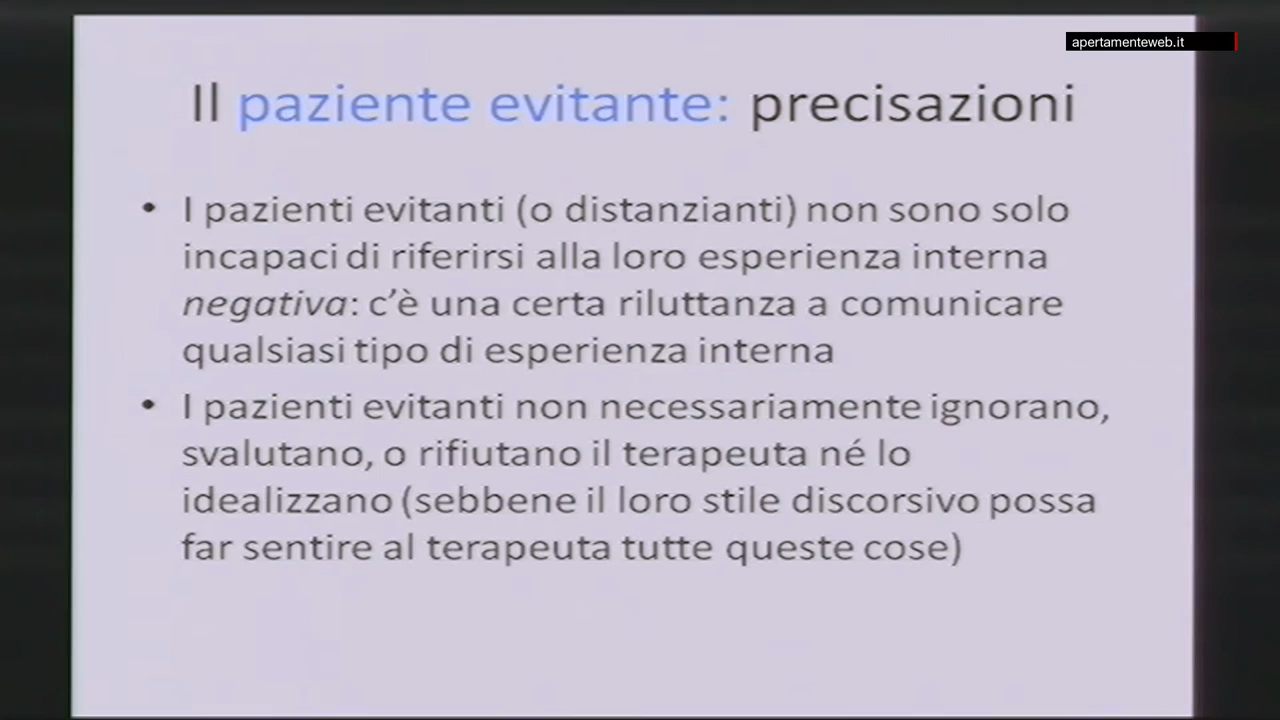 apertamenteweb.it
Il paziente evitante: precisazioni
• I pazienti evitanti (o distanzianti) non sono solo
incapaci di riferirsi alla loro esperienza interna
negativa: c’è una certa riluttanza a comunicare
qualsiasi tipo di esperienza interna
• I pazienti evitanti non necessariamente ignorano,
svalutano, o rifiutano il terapeuta né lo
idealizzano (sebbene il loro stile discorsivo possa
far sentire al terapeuta tutte queste cose)